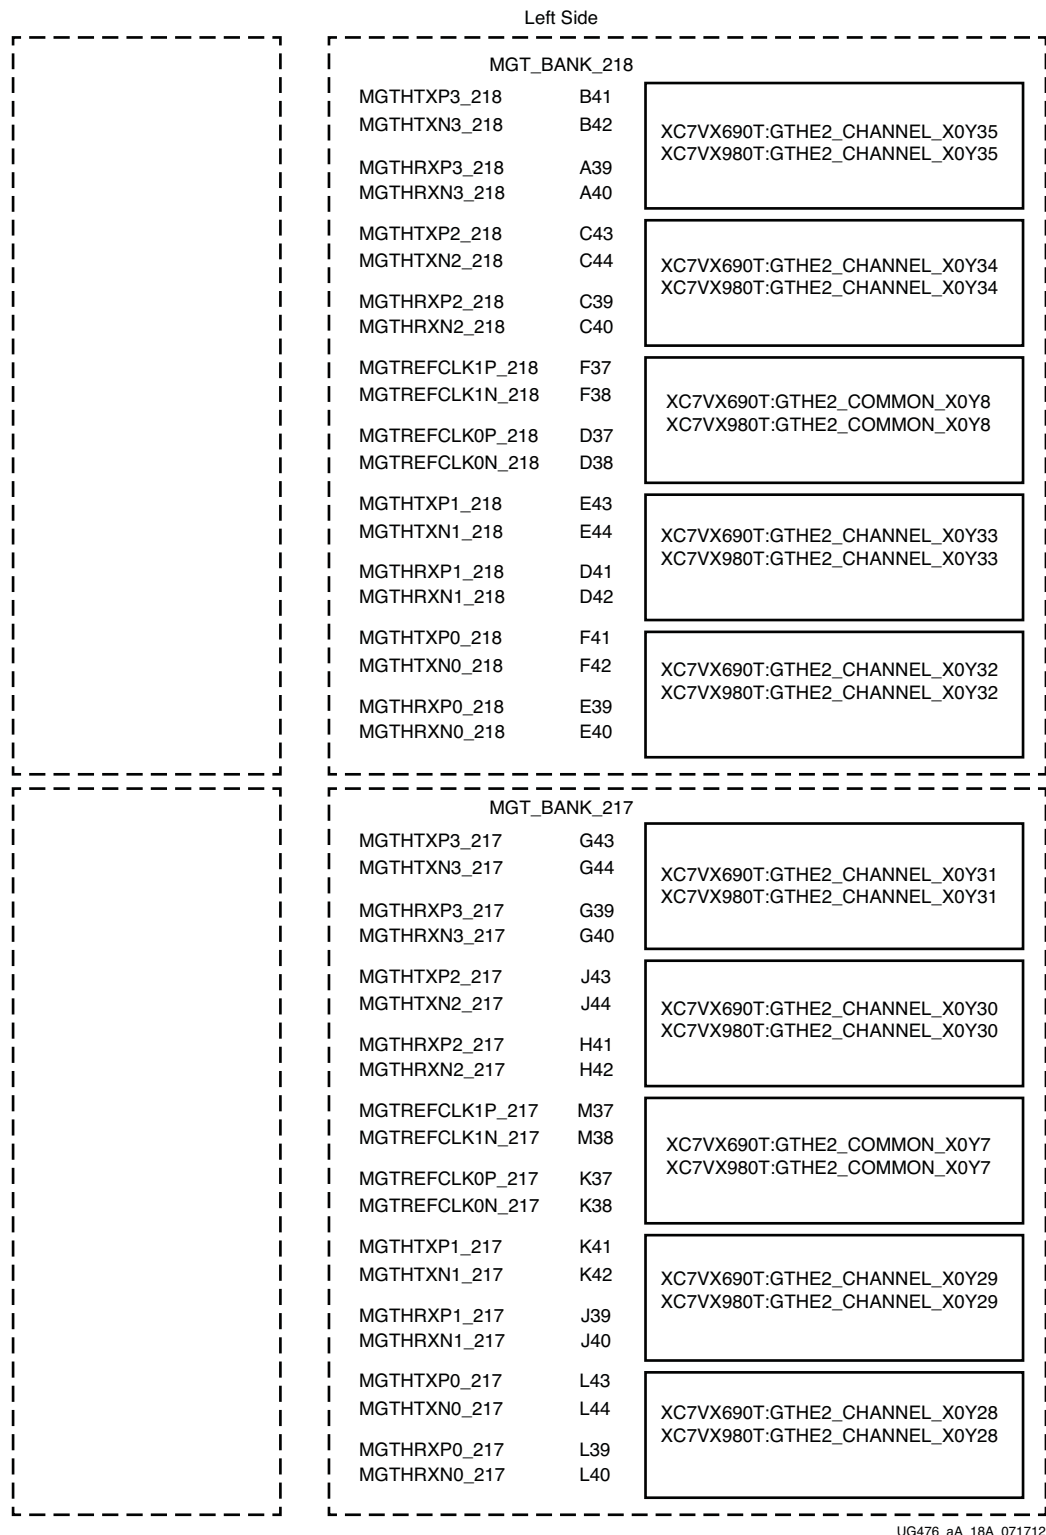 Left Side
MGT_BANK_218
MGTHTXP3_218 B41
MGTHTXN3_218 B42
MGTHRXP3_218 A39
MGTHRXN3_218 A40
XC7VX690T:GTHE2_CHANNEL_X0Y35
XC7VX980T:GTHE2_CHANNEL_X0Y35
MGTHTXP2_218 C43
MGTHTXN2_218 C44
MGTHRXP2_218 C39
MGTHRXN2_218 C40
XC7VX690T:GTHE2_CHANNEL_X0Y34
XC7VX980T:GTHE2_CHANNEL_X0Y34
MGTREFCLK1P_218 F37
MGTREFCLK1N_218 F38
MGTREFCLK0P_218 D37
MGTREFCLK0N_218 D38
XC7VX690T:GTHE2_COMMON_X0Y8
XC7VX980T:GTHE2_COMMON_X0Y8
MGTHTXP1_218 E43
MGTHTXN1_218 E44
MGTHRXP1_218 D41
MGTHRXN1_218 D42
XC7VX690T:GTHE2_CHANNEL_X0Y33
XC7VX980T:GTHE2_CHANNEL_X0Y33
MGTHTXP0_218 F41
MGTHTXN0_218 F42
MGTHRXP0_218 E39
MGTHRXN0_218 E40
XC7VX690T:GTHE2_CHANNEL_X0Y32
XC7VX980T:GTHE2_CHANNEL_X0Y32
MGT_BANK_217
MGTHTXP3_217 G43
MGTHTXN3_217 G44
MGTHRXP3_217 G39
MGTHRXN3_217 G40
XC7VX690T:GTHE2_CHANNEL_X0Y31
XC7VX980T:GTHE2_CHANNEL_X0Y31
MGTHTXP2_217 J43
MGTHTXN2_217 J44
MGTHRXP2_217 H41
MGTHRXN2_217 H42
XC7VX690T:GTHE2_CHANNEL_X0Y30
XC7VX980T:GTHE2_CHANNEL_X0Y30
MGTREFCLK1P_217 M37
MGTREFCLK1N_217 M38
MGTREFCLK0P_217 K37
MGTREFCLK0N_217 K38
XC7VX690T:GTHE2_COMMON_X0Y7
XC7VX980T:GTHE2_COMMON_X0Y7
MGTHTXP1_217 K41
MGTHTXN1_217 K42
MGTHRXP1_217 J39
MGTHRXN1_217 J40
XC7VX690T:GTHE2_CHANNEL_X0Y29
XC7VX980T:GTHE2_CHANNEL_X0Y29
MGTHTXP0_217 L43
MGTHTXN0_217 L44
MGTHRXP0_217 L39
MGTHRXN0_217 L40
XC7VX690T:GTHE2_CHANNEL_X0Y28
XC7VX980T:GTHE2_CHANNEL_X0Y28
UG476_aA_18A_071712